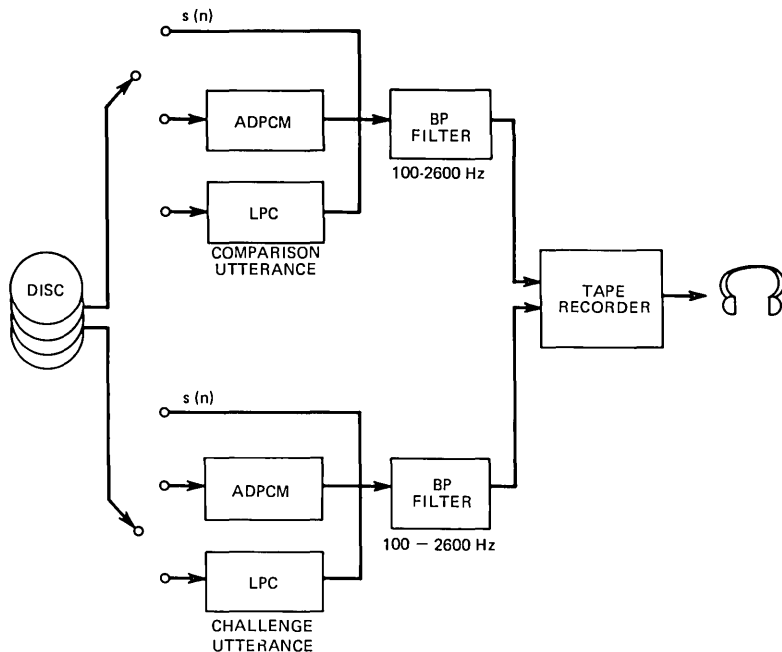 s (n)
ADPCM
BP
FILTER
100-2600 Hz
LPC
COMPARISON
UTTERANCE
DISC
TAPE
RECORDER
s (n)
ADPCM
BP
FILTER
100 – 2600 Hz
LPC
CHALLENGE
UTTERANCE